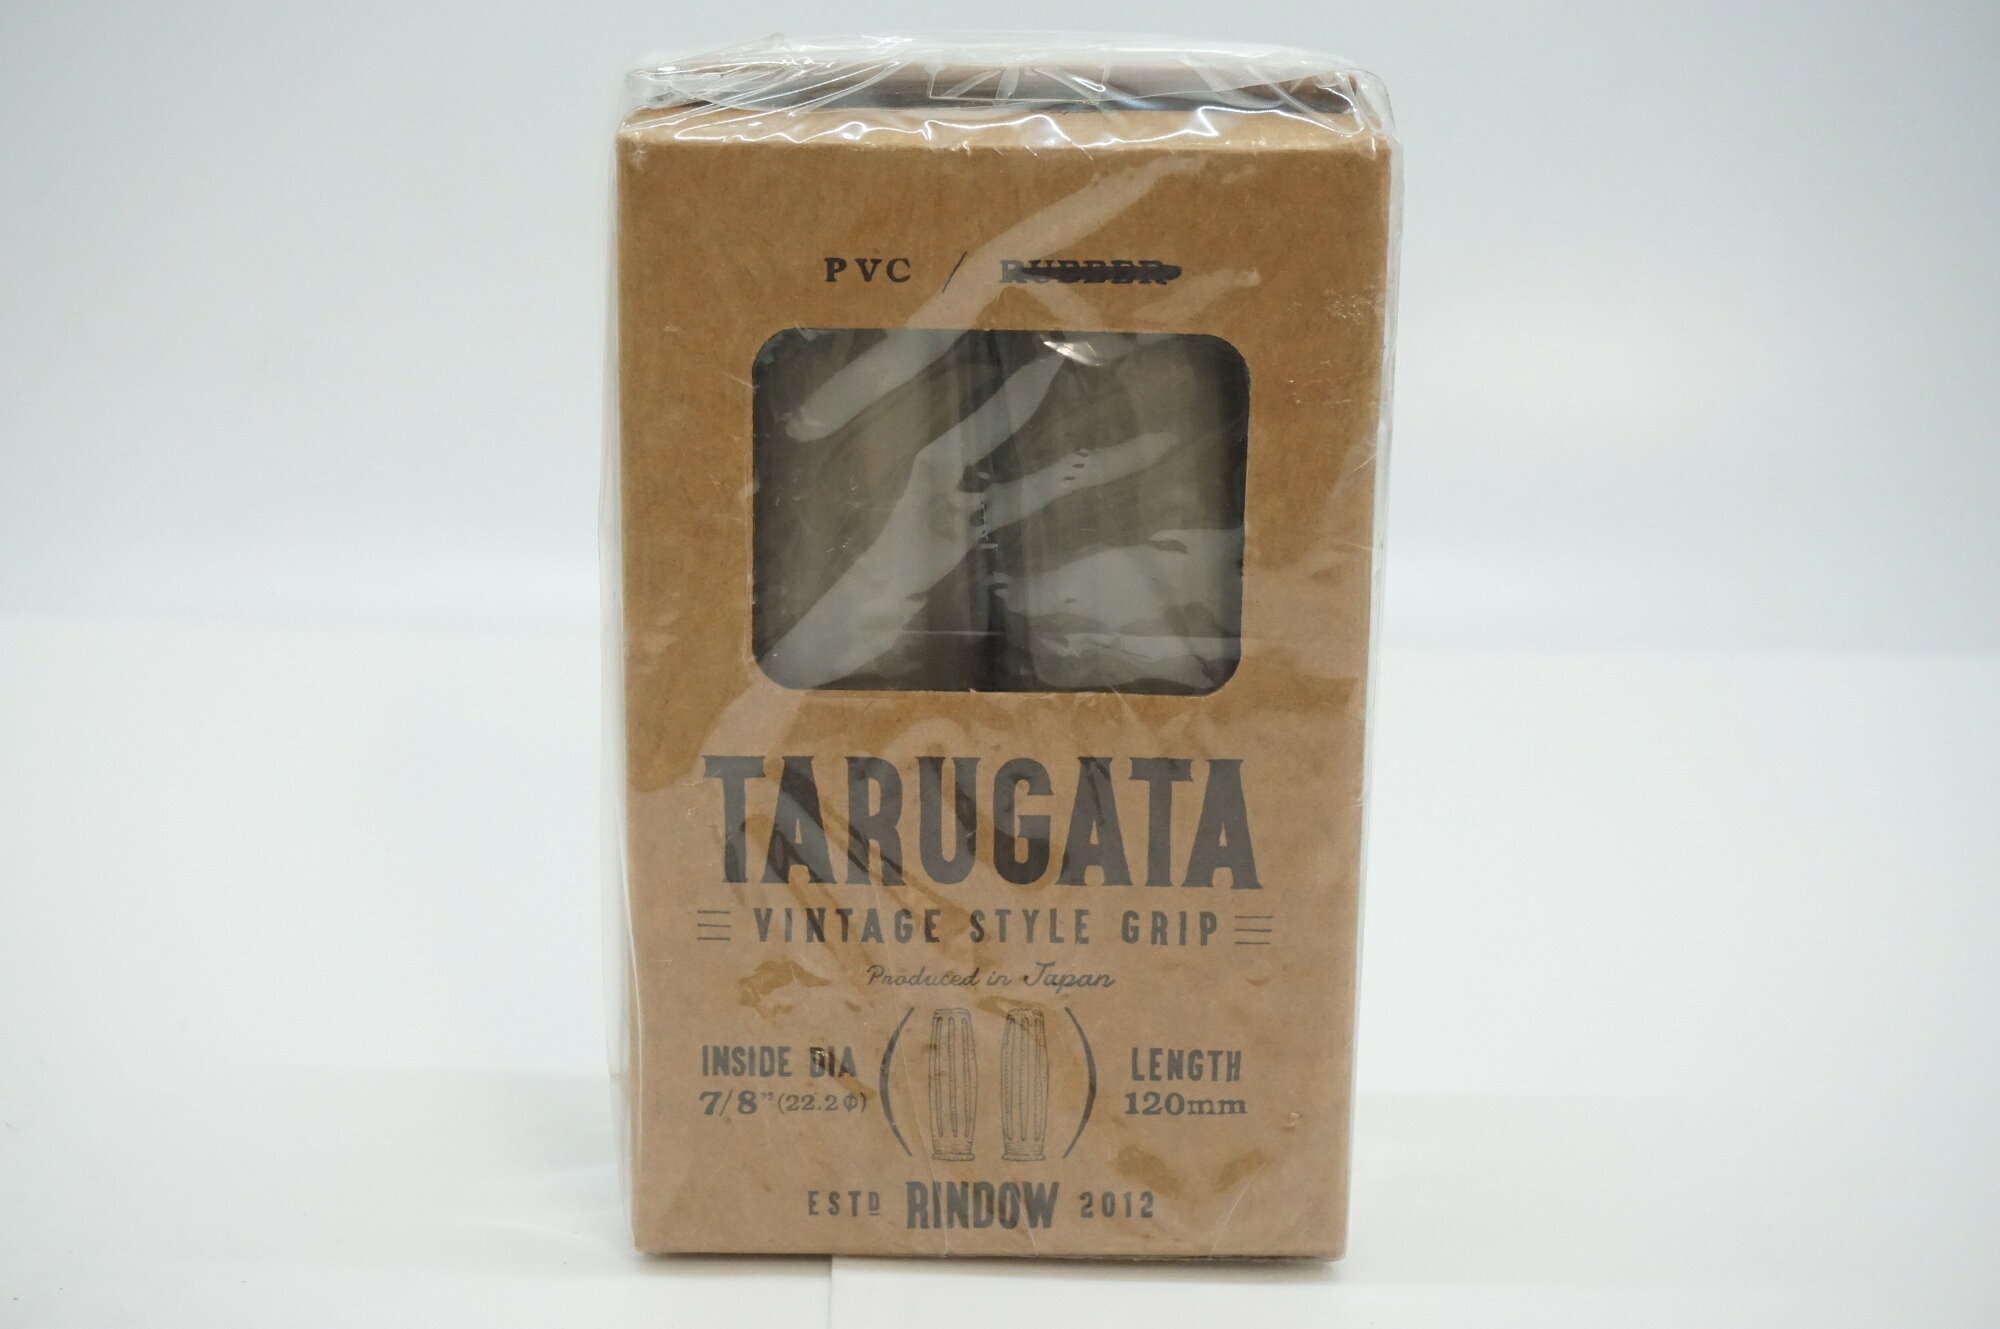 PVC / RUBBER
TARUGATA
VINTAGE STYLE GRIP
Produced in Japan
INSIDE DIA
7/8" (22.2Φ)
LENGTH
120mm
ESTD RINDOW 2012